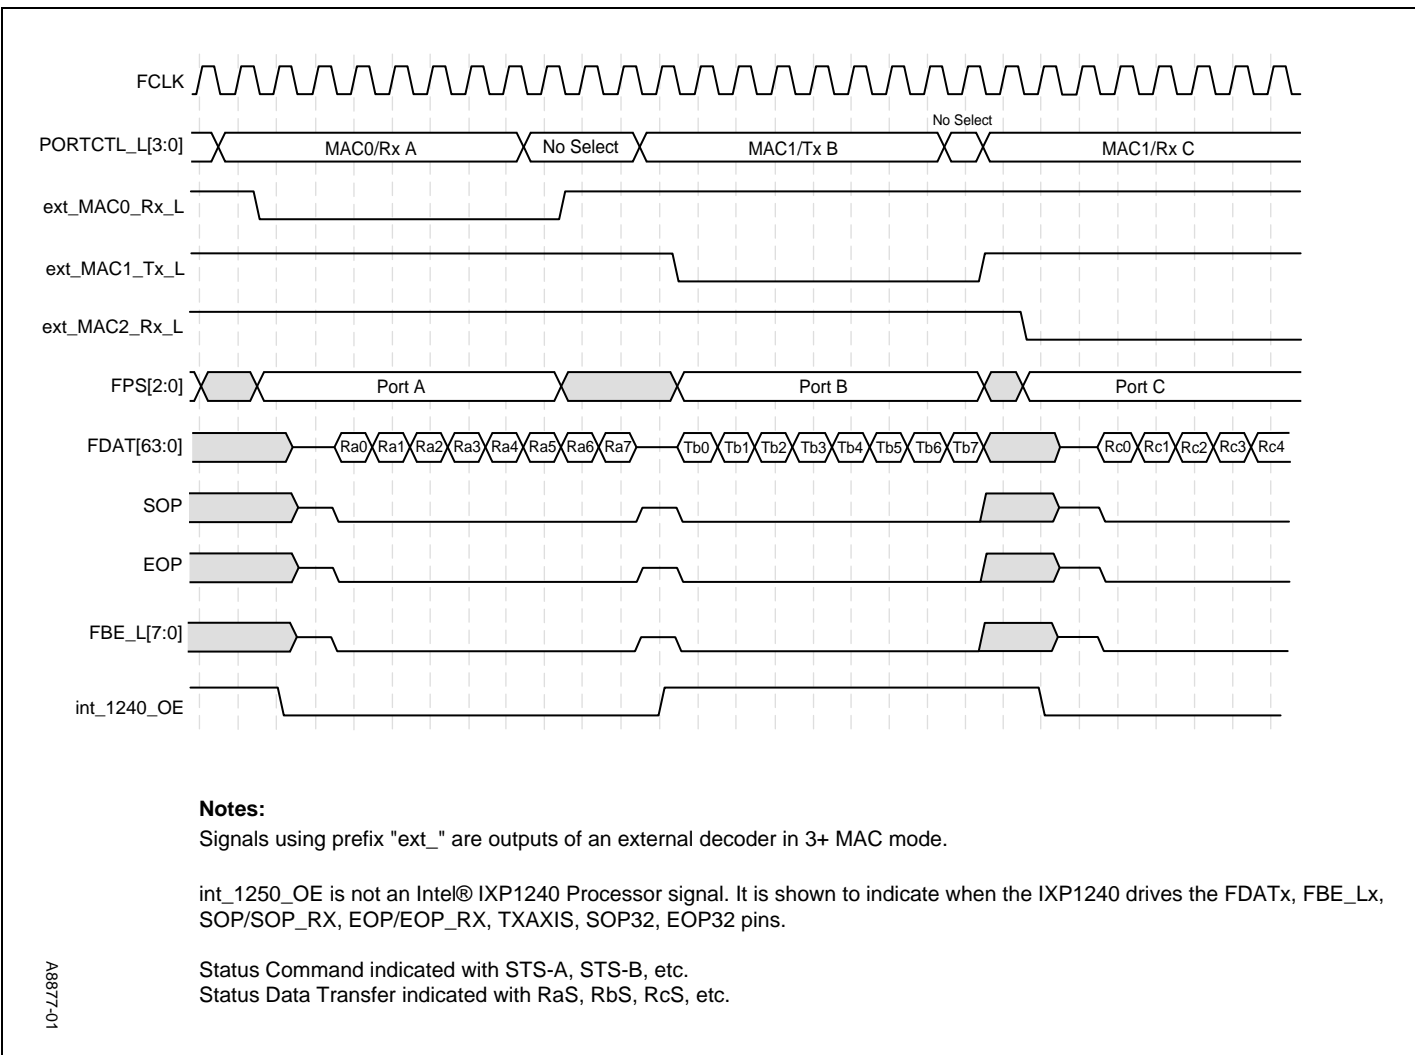 FCLK
No Select
PORTCTL_L[3:0] MAC0/Rx A No Select MAC1/Tx B MAC1/Rx C
ext_MAC0_Rx_L
ext_MAC1_Tx_L
ext_MAC2_Rx_L
FPS[2:0] Port A Port B Port C
FDAT[63:0] Ra0 Ra1 Ra2 Ra3 Ra4 Ra5 Ra6 Ra7 Tb0 Tb1 Tb2 Tb3 Tb4 Tb5 Tb6 Tb7 Rc0 Rc1 Rc2 Rc3 Rc4
SOP
EOP
FBE_L[7:0]
int_1240_OE
Notes:
Signals using prefix "ext_" are outputs of an external decoder in 3+ MAC mode.
int_1250_OE is not an Intel® IXP1240 Processor signal. It is shown to indicate when the IXP1240 drives the FDATx, FBE_Lx,
SOP/SOP_RX, EOP/EOP_RX, TXAXIS, SOP32, EOP32 pins.
Status Command indicated with STS-A, STS-B, etc.
Status Data Transfer indicated with RaS, RbS, RcS, etc.
A8877-01